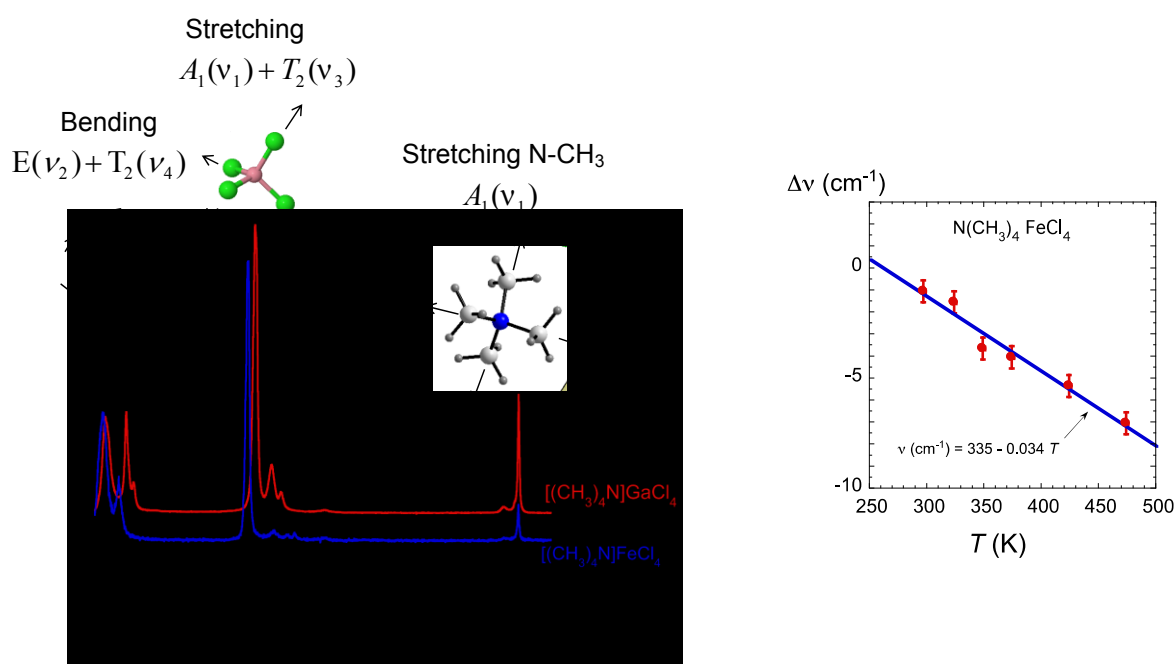 Stretching
A₁(ν₁) + T₂(ν₃)
Bending
E(ν₂) + T₂(ν₄)
Stretching N-CH₃
A₁(ν₁)
[(CH₃)₄N]GaCl₄
[(CH₃)₄N]FeCl₄
Δν (cm⁻¹)
N(CH₃)₄ FeCl₄
0
-5
-10
ν (cm⁻¹) = 335 - 0.034 T
250 300 350 400 450 500
T (K)